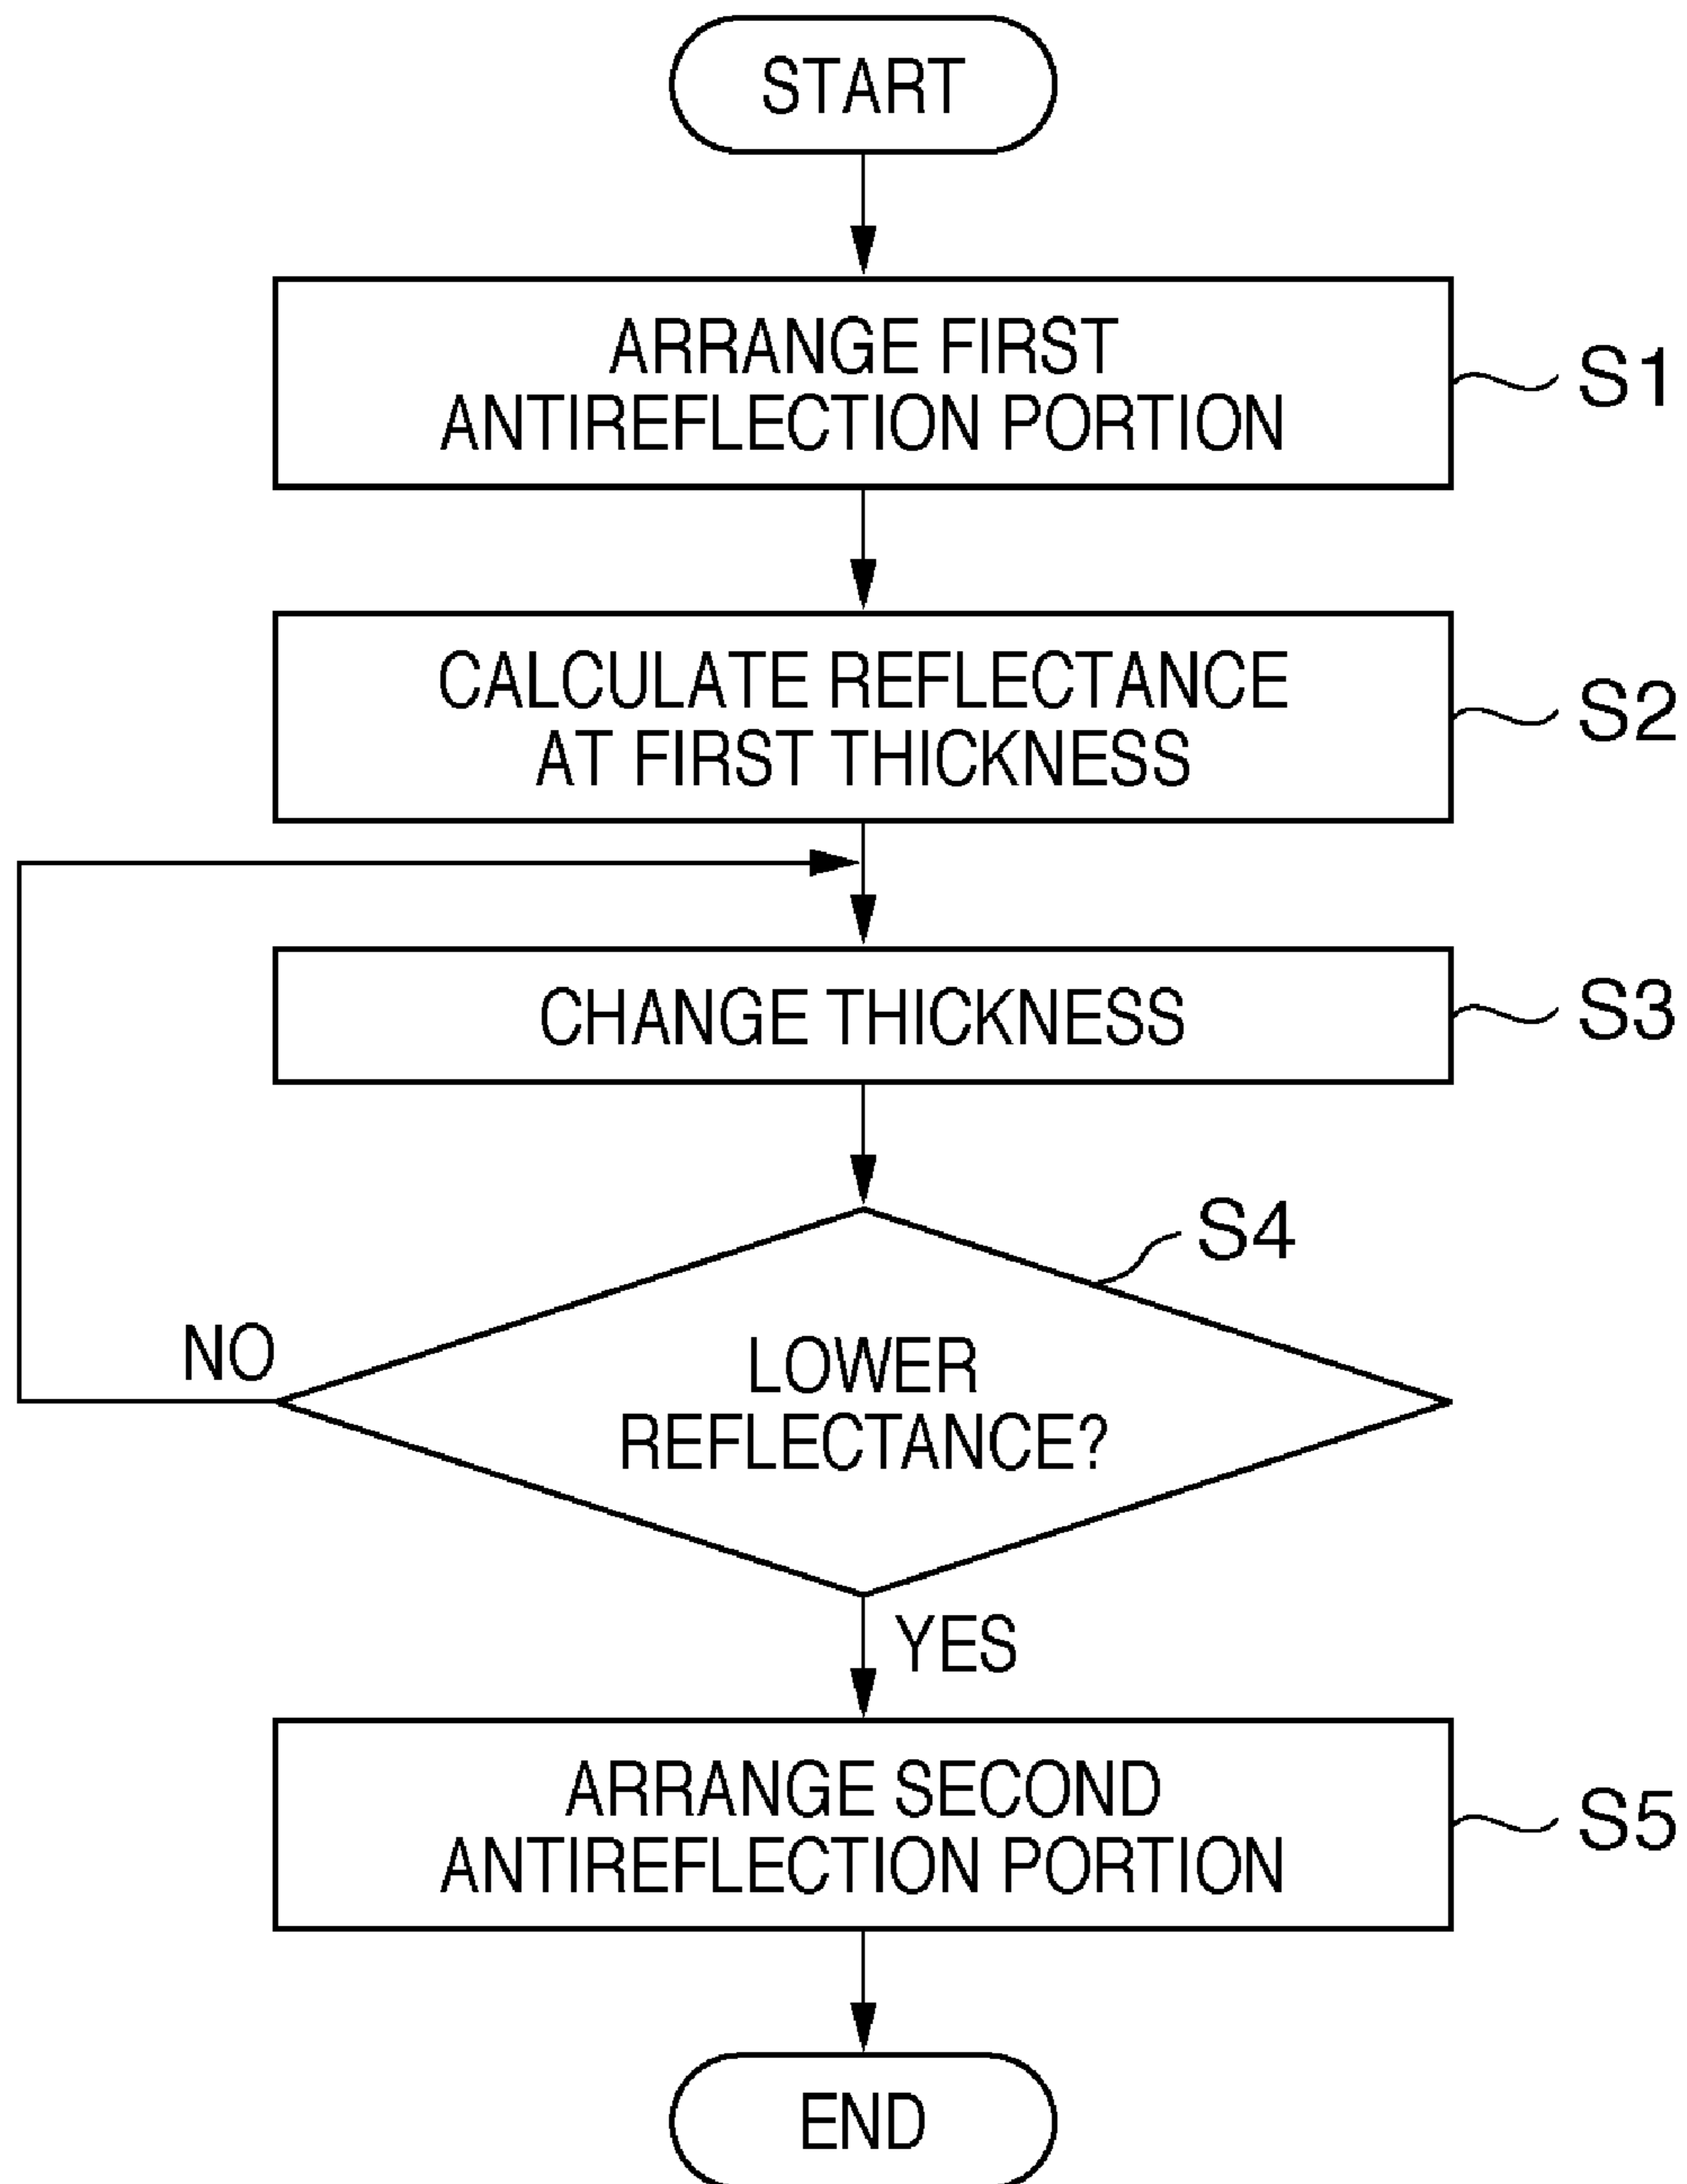 START
ARRANGE FIRST
ANTIREFLECTION PORTION
S1
CALCULATE REFLECTANCE
AT FIRST THICKNESS
S2
CHANGE THICKNESS
S3
S4
NO
LOWER
REFLECTANCE?
YES
ARRANGE SECOND
ANTIREFLECTION PORTION
S5
END